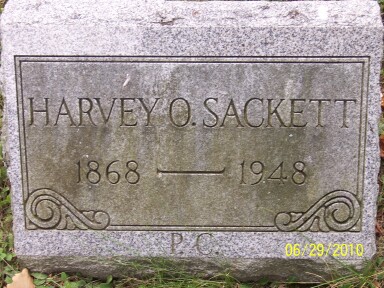 HARVEY O. SACKETT
1868 — 1948
P.C.
06/29/2010